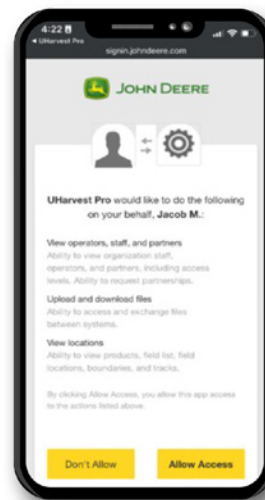 4:22
◀ UHarvest Pro
signin.johndeere.com
JOHN DEERE
UHarvest Pro would like to do the following
on your behalf, Jacob M.:
View operators, staff, and partners
Ability to view organization staff,
operators, and partners, including access
levels. Ability to request partnerships.
Upload and download files
Ability to access and exchange files
between systems.
View locations
Ability to view products, field list, field
locations, boundaries, and tracks.
By clicking Allow Access, you allow this app access
to the actions listed above.
Don't Allow
Allow Access